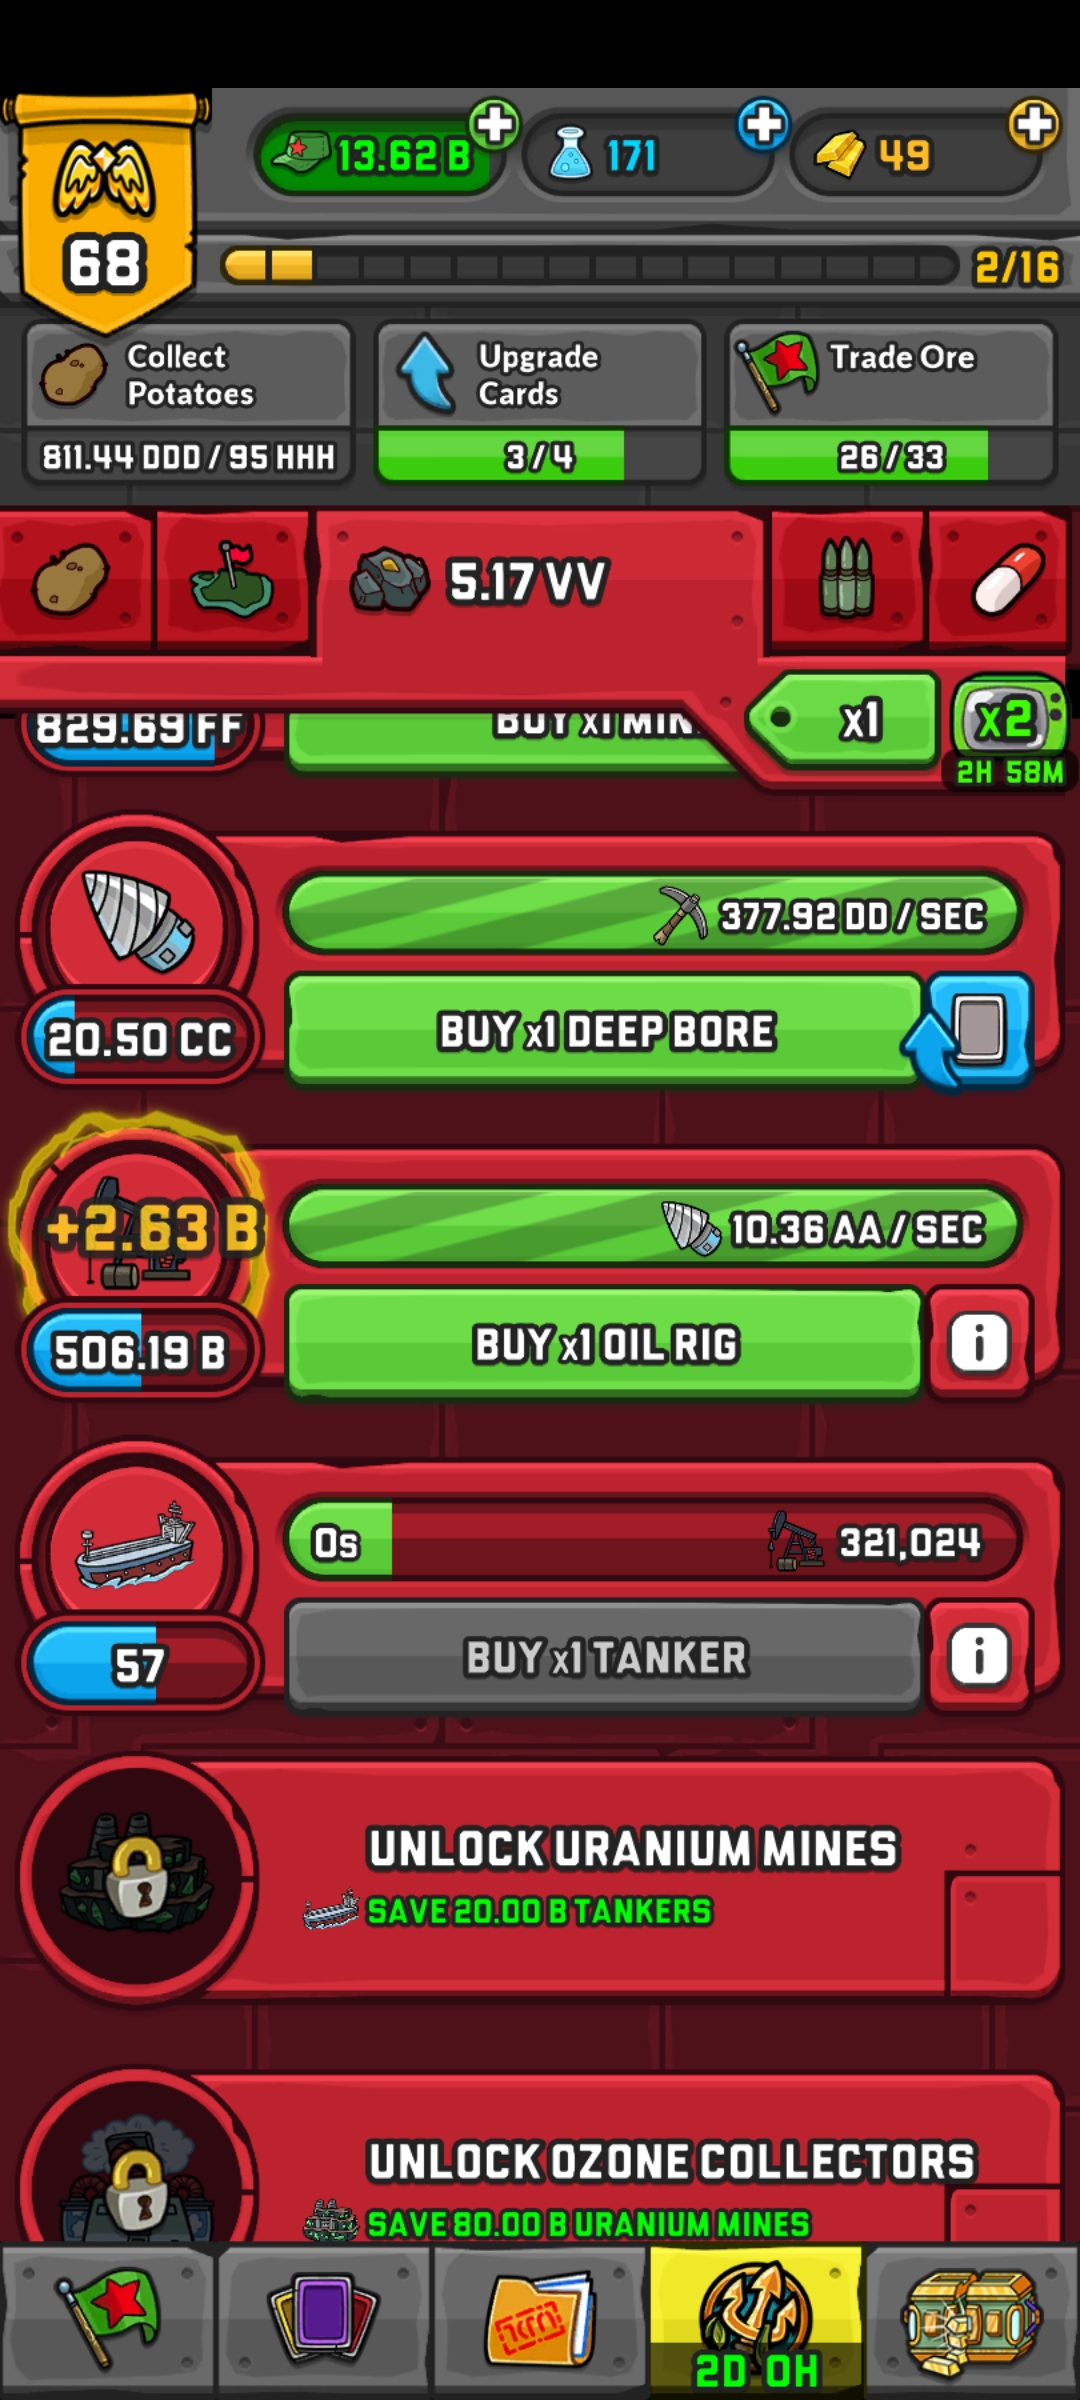 13.62 B
171
49
68
2/16
Collect
Potatoes
811.44 DDD / 95 HHH
Upgrade
Cards
3/4
Trade Ore
26/33
5.17 VV
x1
x2
2H 58M
829.69 FF
BUY x1 MIN
377.92 DD / SEC
20.50 CC
BUY x1 DEEP BORE
+2.63 B
10.36 AA / SEC
506.19 B
BUY x1 OIL RIG
i
0s
321,024
57
BUY x1 TANKER
i
UNLOCK URANIUM MINES
SAVE 20.00 B TANKERS
UNLOCK OZONE COLLECTORS
SAVE 80.00 B URANIUM MINES
2D 0H